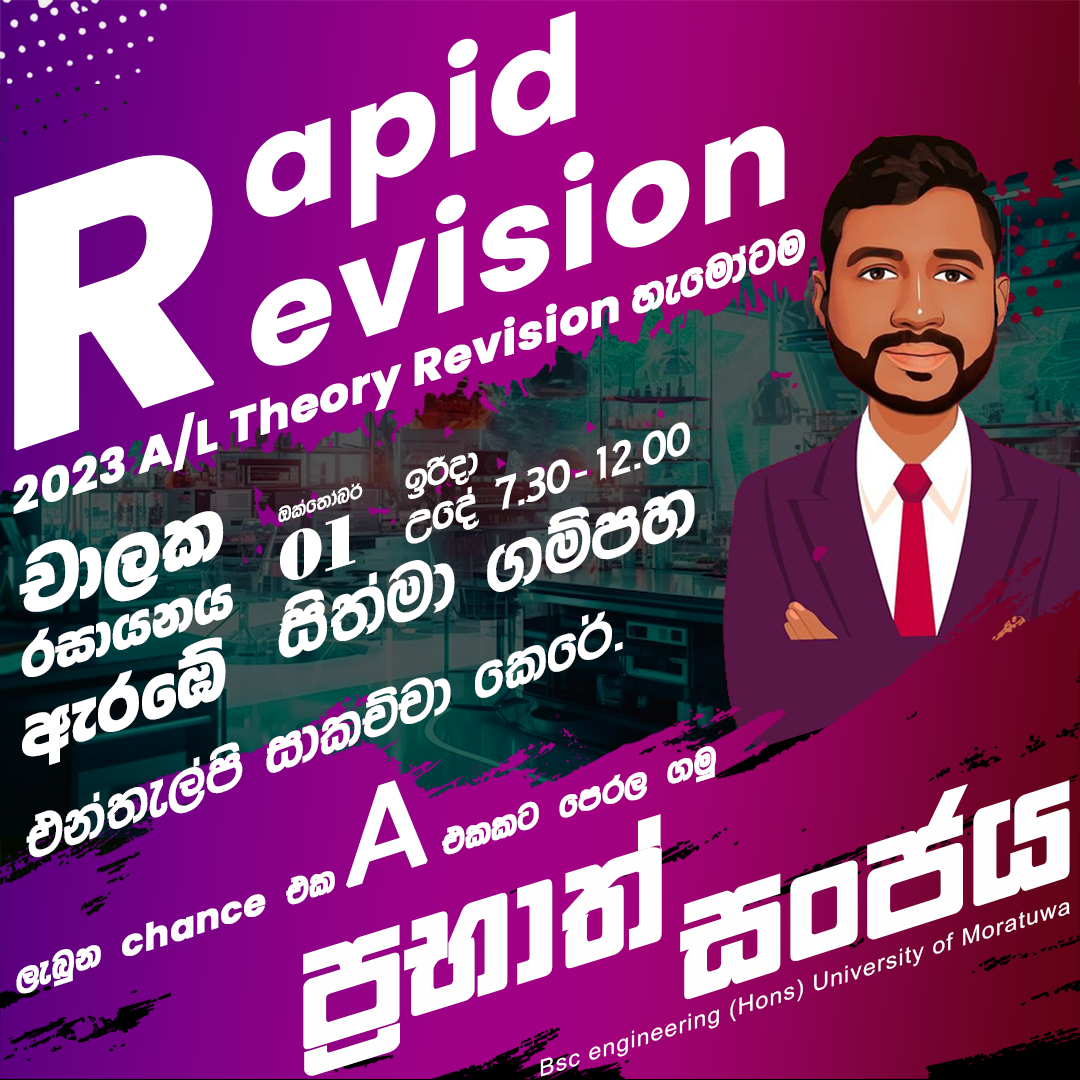 Rapid
Revision
2023 A/L Theory Revision හැමෝටම
චාලක
රසායනය
ඇරඹේ
ඔක්තෝබර්
01
ඉරිදා
උදේ 7.30 - 12.00
සිත්මා ගම්පහ
එන්තැල්පි සාකච්චා කෙරේ.
ලැබුන chance එක A එකකට පෙරල ගමු
ප්‍රභාත් සංජය
Bsc engineering (Hons) University of Moratuwa